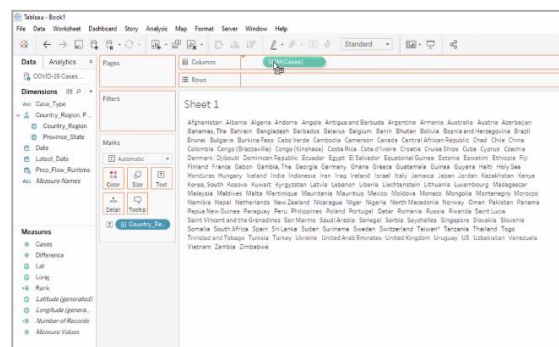 Tableau - Book1
File Data Worksheet Dashboard Story Analysis Map Format Server Window Help
Standard
Data Analytics
COVID-19 Cases ...
Dimensions
Abc Case_Type
Country_Region, P...
Country_Region
Province_State
Date
Latest_Date
Prep_Flow_Runtime
Abc Measure Names
Measures
Cases
Difference
Lat
Long
Rank
Latitude (generated)
Longitude (genera...
Number of Records
Measure Values
Pages
Filters
Marks
Automatic
Color Size Text
Detail Tooltip
Country_Re...
Columns
Rows
Sheet 1
Afghanistan Albania Algeria Andorra Angola Antigua and Barbuda Argentina Armenia Australia Austria Azerbaijan
Bahamas, The Bahrain Bangladesh Barbados Belarus Belgium Benin Bhutan Bolivia Bosnia and Herzegovina Brazil
Brunei Bulgaria Burkina Faso Cabo Verde Cambodia Cameroon Canada Central African Republic Chad Chile China
Colombia Congo (Brazzaville) Congo (Kinshasa) Costa Rica Cote d'Ivoire Croatia Cruise Ships Cuba Cyprus Czechia
Denmark Djibouti Dominican Republic Ecuador Egypt El Salvador Equatorial Guinea Estonia Eswatini Ethiopia Fiji
Finland France Gabon Gambia, The Georgia Germany Ghana Greece Guatemala Guinea Guyana Haiti Holy See
Honduras Hungary Iceland India Indonesia Iran Iraq Ireland Israel Italy Jamaica Japan Jordan Kazakhstan Kenya
Korea, South Kosovo Kuwait Kyrgyzstan Latvia Lebanon Liberia Liechtenstein Lithuania Luxembourg Madagascar
Malaysia Maldives Malta Martinique Mauritania Mauritius Mexico Moldova Monaco Mongolia Montenegro Morocco
Namibia Nepal Netherlands New Zealand Nicaragua Niger Nigeria North Macedonia Norway Oman Pakistan Panama
Papua New Guinea Paraguay Peru Philippines Poland Portugal Qatar Romania Russia Rwanda Saint Lucia
Saint Vincent and the Grenadines San Marino Saudi Arabia Senegal Serbia Seychelles Singapore Slovakia Slovenia
Somalia South Africa Spain Sri Lanka Sudan Suriname Sweden Switzerland Taiwan* Tanzania Thailand Togo
Trinidad and Tobago Tunisia Turkey Ukraine United Arab Emirates United Kingdom Uruguay US Uzbekistan Venezuela
Vietnam Zambia Zimbabwe